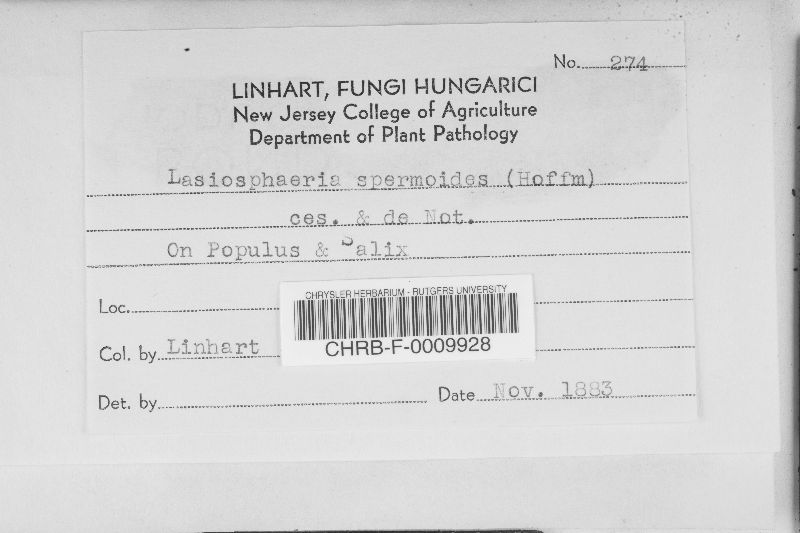 No. 274
LINHART, FUNGI HUNGARICI
New Jersey College of Agriculture
Department of Plant Pathology
Lasiosphaeria spermoides (Hoffm)
ces. & de Not.
On Populus & Salix
Loc.
CHRYSLER HERBARIUM - RUTGERS UNIVERSITY
CHRB-F-0009928
Col. by Linhart
Det. by
Date Nov. 1883